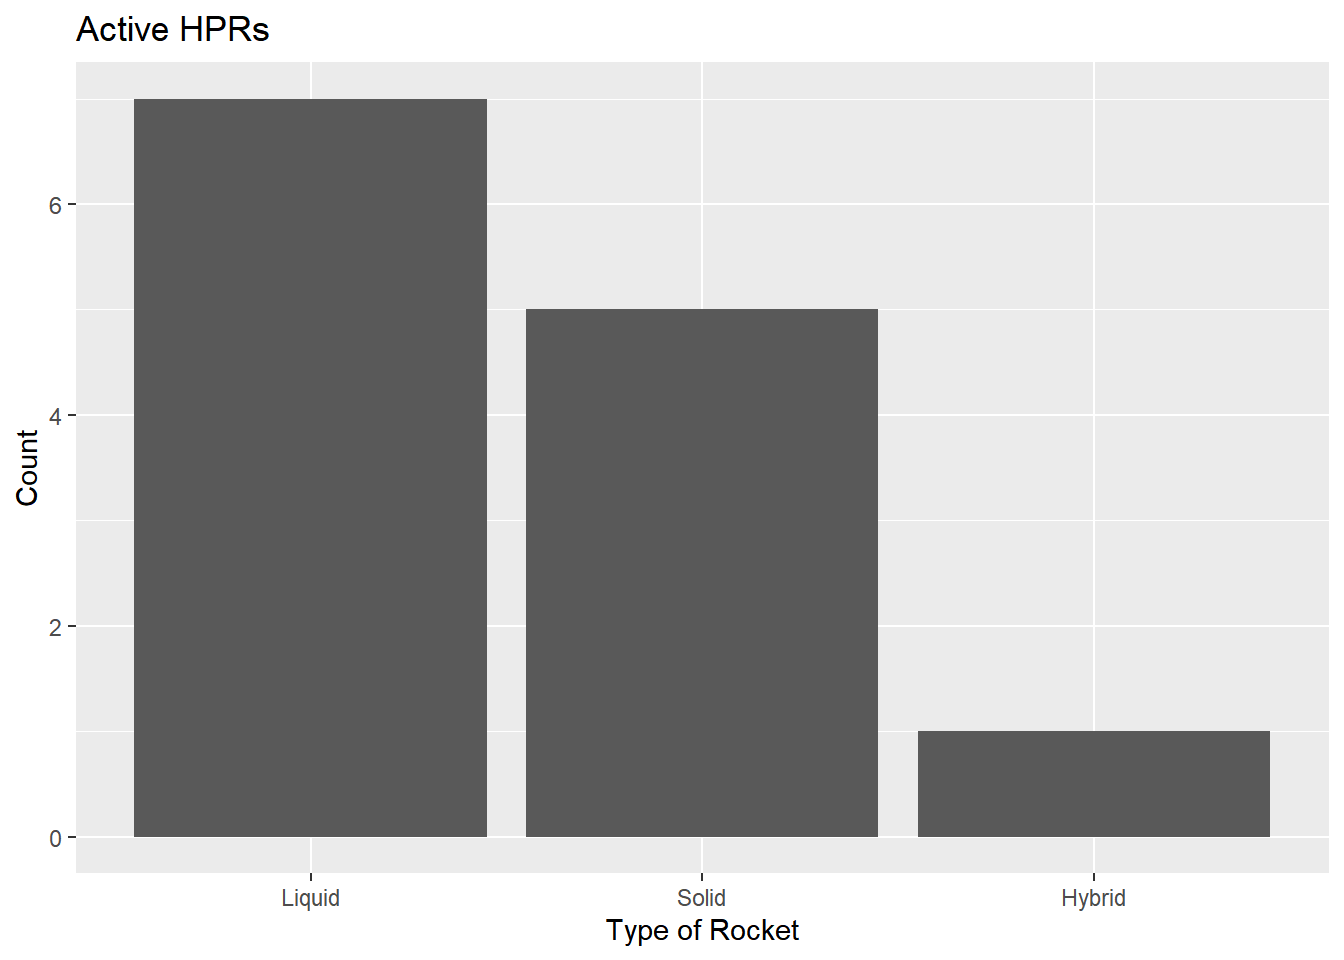 Active HPRs
Count
6
4
2
0
Liquid
Solid
Hybrid
Type of Rocket